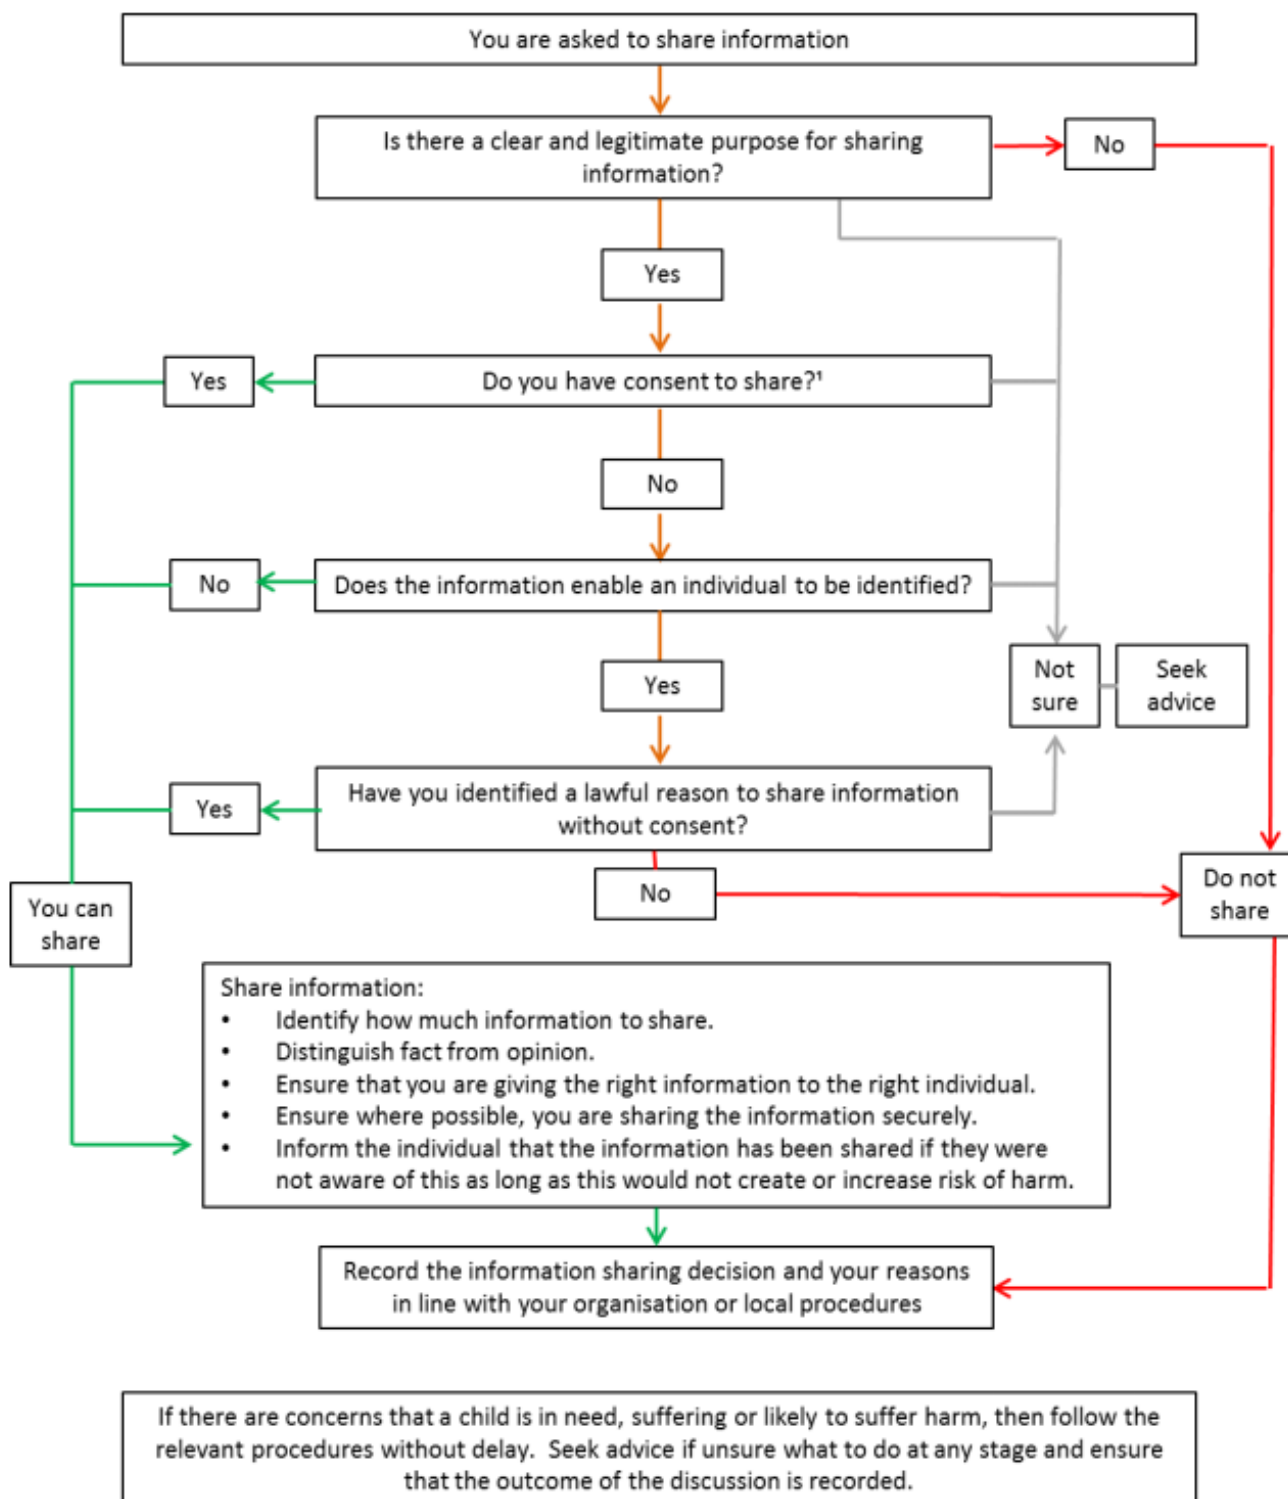 You are asked to share information
Is there a clear and legitimate purpose for sharing
information?
No
Yes
Yes
Do you have consent to share?¹
No
No
Does the information enable an individual to be identified?
Yes
Not
sure
Seek
advice
Yes
Have you identified a lawful reason to share information
without consent?
No
Do not
share
You can
share
Share information:
• Identify how much information to share.
• Distinguish fact from opinion.
• Ensure that you are giving the right information to the right individual.
• Ensure where possible, you are sharing the information securely.
• Inform the individual that the information has been shared if they were
not aware of this as long as this would not create or increase risk of harm.
Record the information sharing decision and your reasons
in line with your organisation or local procedures
If there are concerns that a child is in need, suffering or likely to suffer harm, then follow the
relevant procedures without delay.  Seek advice if unsure what to do at any stage and ensure
that the outcome of the discussion is recorded.